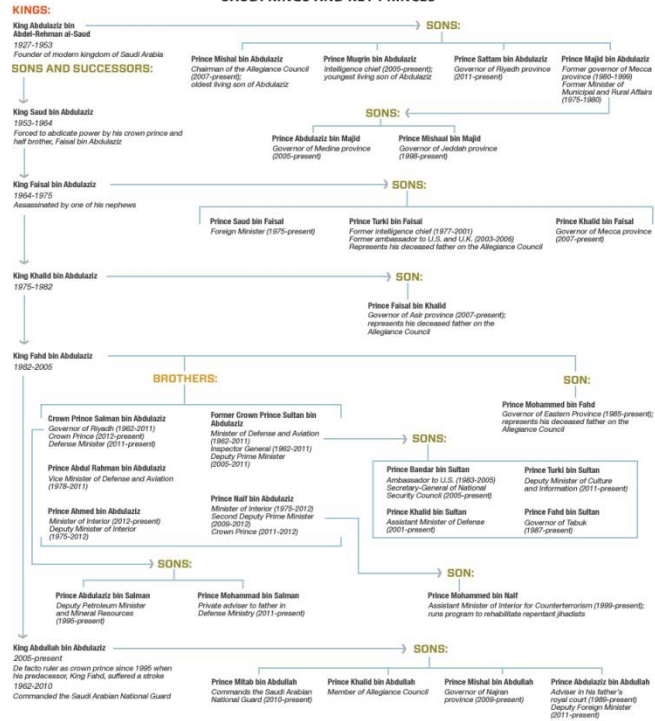 SAUDI KINGS AND KEY PRINCES
KINGS:
King Abdulaziz bin
Abdel-Rehman al-Saud
1927-1953
Founder of modern kingdom of Saudi Arabia
SONS AND SUCCESSORS:
SONS:
Prince Mishal bin Abdulaziz
Chairman of the Allegiance Council
(2007-present);
oldest living son of Abdulaziz
Prince Muqrin bin Abdulaziz
Intelligence chief (2005-present);
youngest living son of Abdulaziz
Prince Sattam bin Abdulaziz
Governor of Riyadh province
(2011-present)
Prince Majid bin Abdulaziz
Former governor of Mecca
province (1980-1999)
Former Minister of
Municipal and Rural Affairs
(1975-1980)
SONS:
Prince Abdulaziz bin Majid
Governor of Medina province
(2005-present)
Prince Mishaal bin Majid
Governor of Jeddah province
(1998-present)
King Saud bin Abdulaziz
1953-1964
Forced to abdicate power by his crown prince and
half brother, Faisal bin Abdulaziz
King Faisal bin Abdulaziz
1964-1975
Assassinated by one of his nephews
SONS:
Prince Saud bin Faisal
Foreign Minister (1975-present)
Prince Turki bin Faisal
Former intelligence chief (1977-2001)
Former ambassador to U.S. and U.K. (2003-2006)
Represents his deceased father on the Allegiance Council
Prince Khalid bin Faisal
Governor of Mecca province
(2007-present)
King Khalid bin Abdulaziz
1975-1982
SON:
Prince Faisal bin Khalid
Governor of Asir province (2007-present);
represents his deceased father on the
Allegiance Council
King Fahd bin Abdulaziz
1982-2005
BROTHERS:
Crown Prince Salman bin Abdulaziz
Governor of Riyadh (1962-2011)
Crown Prince (2012-present)
Defense Minister (2011-present)
Prince Abdul Rahman bin Abdulaziz
Vice Minister of Defense and Aviation
(1978-2011)
Prince Ahmed bin Abdulaziz
Minister of Interior (2012-present)
Deputy Minister of Interior
(1975-2012)
Former Crown Prince Sultan bin
Abdulaziz
Minister of Defense and Aviation
(1962-2011)
Inspector General (1962-2011)
Deputy Prime Minister
(2005-2011)
Prince Naif bin Abdulaziz
Minister of Interior (1975-2012)
Second Deputy Prime Minister
(2009-2012)
Crown Prince (2011-2012)
SON:
Prince Mohammed bin Fahd
Governor of Eastern Province (1985-present);
represents his deceased father on the
Allegiance Council
SONS:
Prince Bandar bin Sultan
Ambassador to U.S. (1983-2005)
Secretary-General of National
Security Council (2005-present)
Prince Khalid bin Sultan
Assistant Minister of Defense
(2001-present)
Prince Turki bin Sultan
Deputy Minister of Culture
and Information (2011-present)
Prince Fahd bin Sultan
Governor of Tabuk
(1987-present)
SONS:
Prince Abdulaziz bin Salman
Deputy Petroleum Minister
and Mineral Resources
(1995-present)
Prince Mohammad bin Salman
Private adviser to father in
Defense Ministry (2011-present)
SON:
Prince Mohammed bin Naif
Assistant Minister of Interior for Counterterrorism (1999-present);
runs program to rehabilitate repentant jihadists
King Abdullah bin Abdulaziz
2005-present
De facto ruler as crown prince since 1995 when
his predecessor, King Fahd, suffered a stroke
1962-2010
Commanded the Saudi Arabian National Guard
SONS:
Prince Mitab bin Abdullah
Commands the Saudi Arabian
National Guard (2010-present)
Prince Khalid bin Abdullah
Member of Allegiance Council
Prince Mishal bin Abdullah
Governor of Najran
province (2009-present)
Prince Abdulaziz bin Abdullah
Adviser in his father's
royal court (1989-present)
Deputy Foreign Minister
(2011-present)